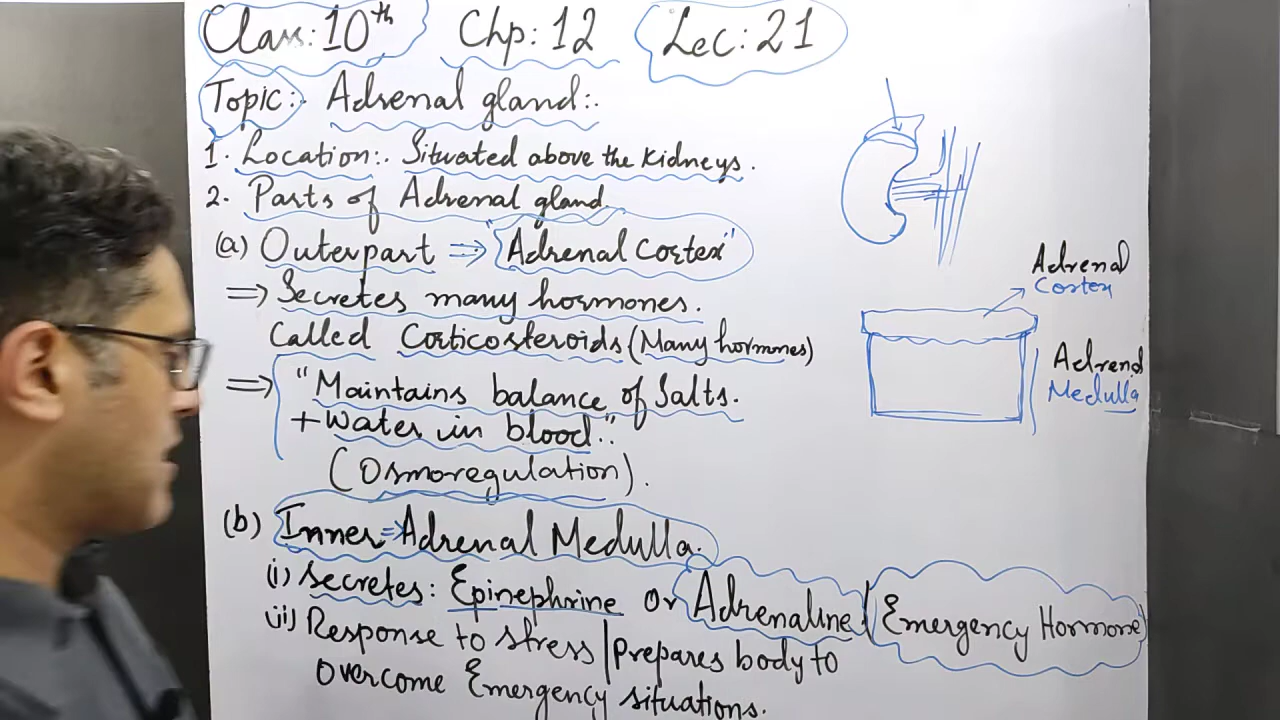 Class: 10th Chp: 12 Lec: 21
Topic:- Adrenal gland:-
1. Location:- Situated above the kidneys.
2. Parts of Adrenal gland.
(a) Outerpart ⇒ "Adrenal Cortex"
⇒ Secretes many hormones.
Called Corticosteroids (Many hormones)
⇒ "Maintains balance of Salts.
+ Water in blood."
(Osmoregulation).
(b) Inner ⇒ Adrenal Medulla.
(i) Secretes: Epinephrine or Adrenaline (Emergency Hormone)
(ii) Response to stress | Prepares body to
overcome Emergency situations.
Adrenal
Cortex
Adrenal
Medulla